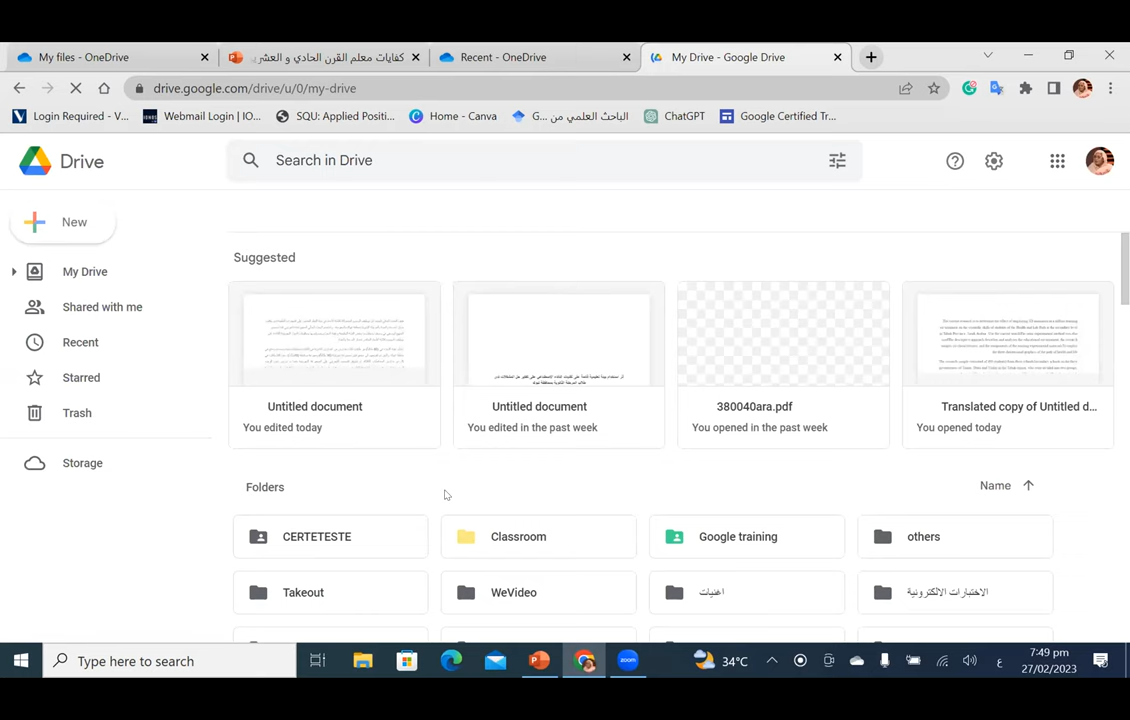 My files - OneDrive
كفايات معلم القرن الحادي و العشري
Recent - OneDrive
My Drive - Google Drive
drive.google.com/drive/u/0/my-drive
Login Required - V...
Webmail Login | IO...
SQU: Applied Positi...
Home - Canva
الباحث العلمي من G...
ChatGPT
Google Certified Tr...
Drive
Search in Drive
New
My Drive
Shared with me
Recent
Starred
Trash
Storage
Suggested
Untitled document
You edited today
Untitled document
You edited in the past week
380040ara.pdf
You opened in the past week
Translated copy of Untitled d...
You opened today
Folders
Name
CERTETESTE
Classroom
Google training
others
Takeout
WeVideo
اغنيات
الاختبارات الالكترونية
Type here to search
zoom
34°C
ع
7:49 pm
27/02/2023